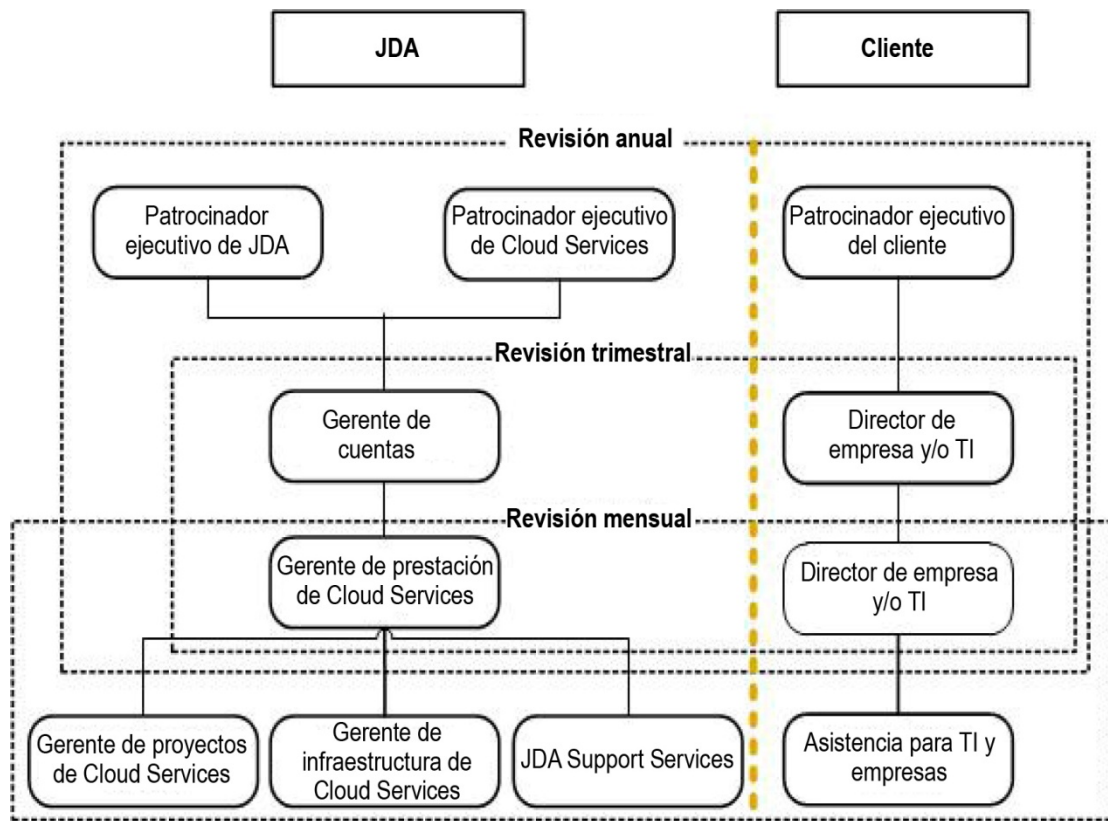 JDA
Cliente
Revisión anual
Patrocinador
ejecutivo de JDA
Patrocinador ejecutivo
de Cloud Services
Patrocinador ejecutivo
del cliente
Revisión trimestral
Gerente de
cuentas
Director de
empresa y/o TI
Revisión mensual
Gerente de prestación
de Cloud Services
Director de empresa
y/o TI
Gerente de proyectos
de Cloud Services
Gerente de
infraestructura de
Cloud Services
JDA Support Services
Asistencia para TI y
empresas